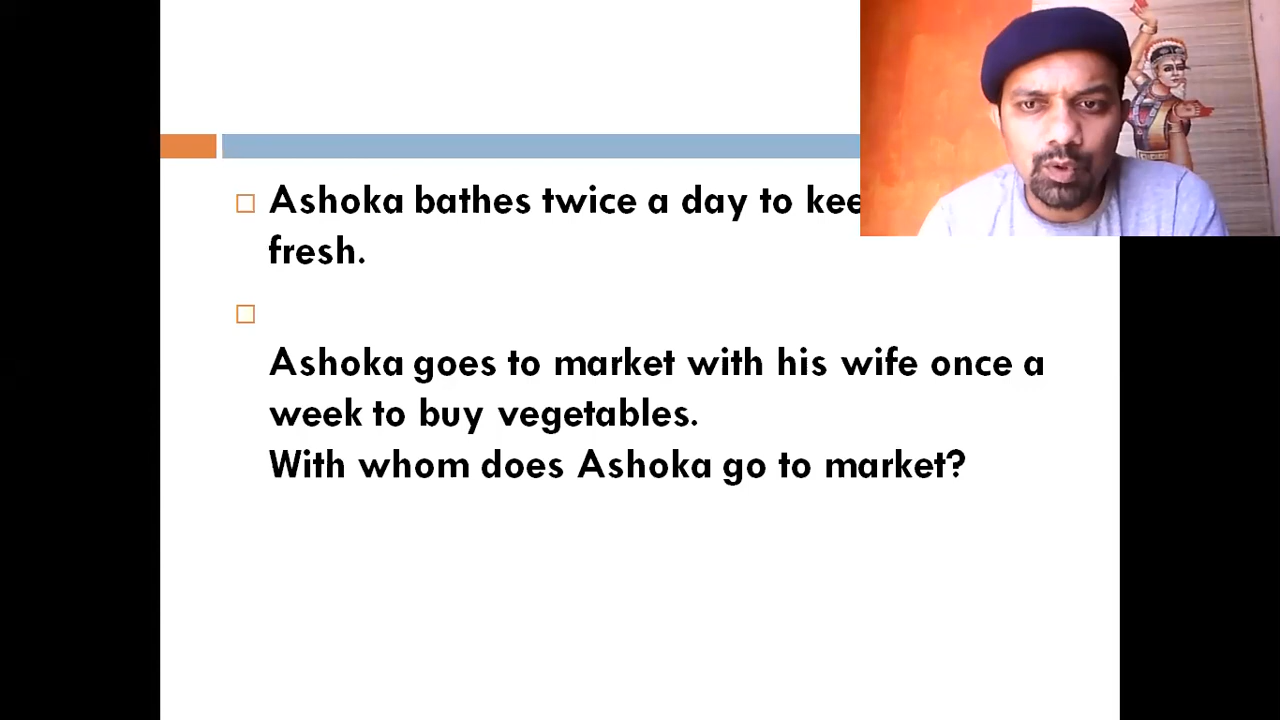 Ashoka bathes twice a day to
fresh.
Ashoka goes to market with his wife once a
week to buy vegetables.
With whom does Ashoka go to market?